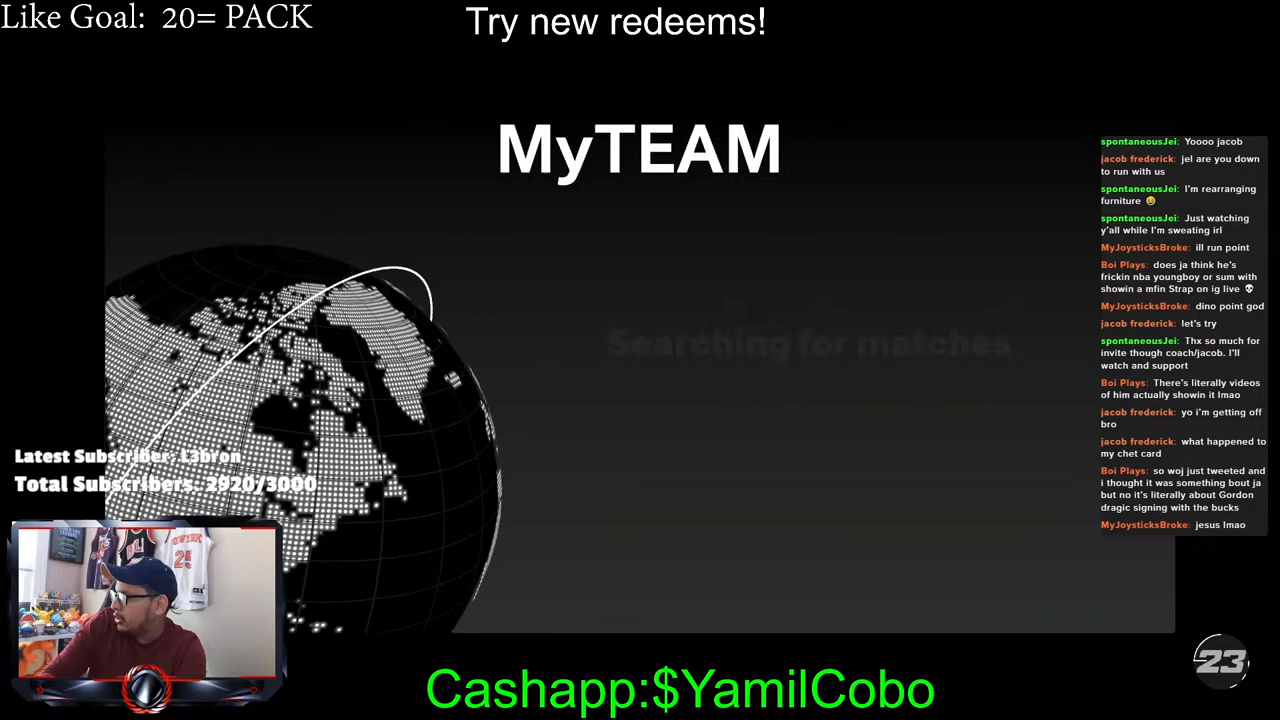 Like Goal: 20= PACK
Try new redeems!
MyTEAM
Searching for matches
spontaneousJei: Yoooo jacob
jacob frederick: jel are you down
to run with us
spontaneousJei: I'm rearranging
furniture 😅
spontaneousJei: Just watching
y'all while I'm sweating irl
MyJoysticksBroke: ill run point
Boi Plays: does ja think he's
frickin nba youngboy or sum with
showin a mfin Strap on ig live 💀
MyJoysticksBroke: dino point god
jacob frederick: let's try
spontaneousJei: Thx so much for
invite though coach/jacob. I'll
watch and support
Boi Plays: There's literally videos
of him actually showin it lmao
jacob frederick: yo i'm getting off
bro
jacob frederick: what happened to
my chet card
Boi Plays: so woj just tweeted and
i thought it was something bout ja
but no it's literally about Gordon
dragic signing with the bucks
MyJoysticksBroke: jesus lmao
Latest Subscriber: L3bron
Total Subscribers: 2920/3000
NEW YORK
25
23
Cashapp:$YamilCobo